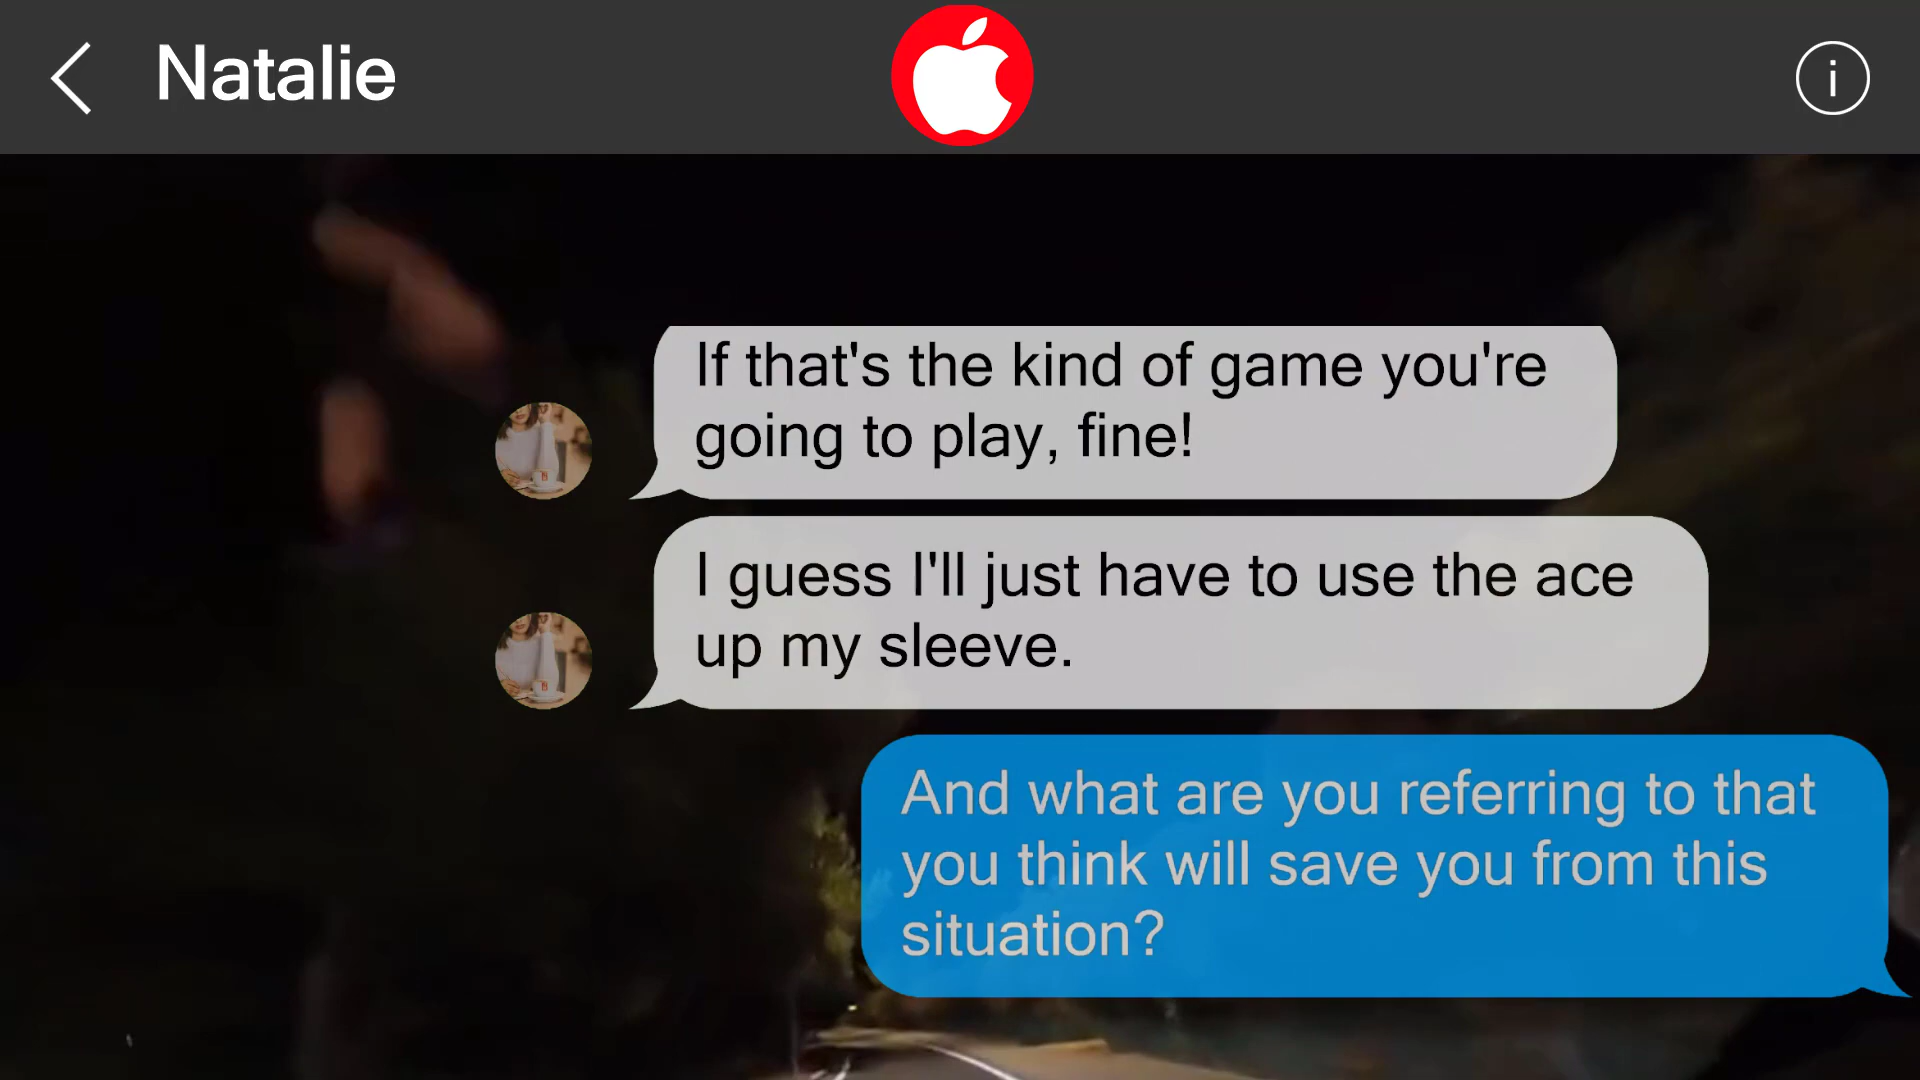 Natalie
If that's the kind of game you're
going to play, fine!
I guess I'll just have to use the ace
up my sleeve.
And what are you referring to that
you think will save you from this
situation?